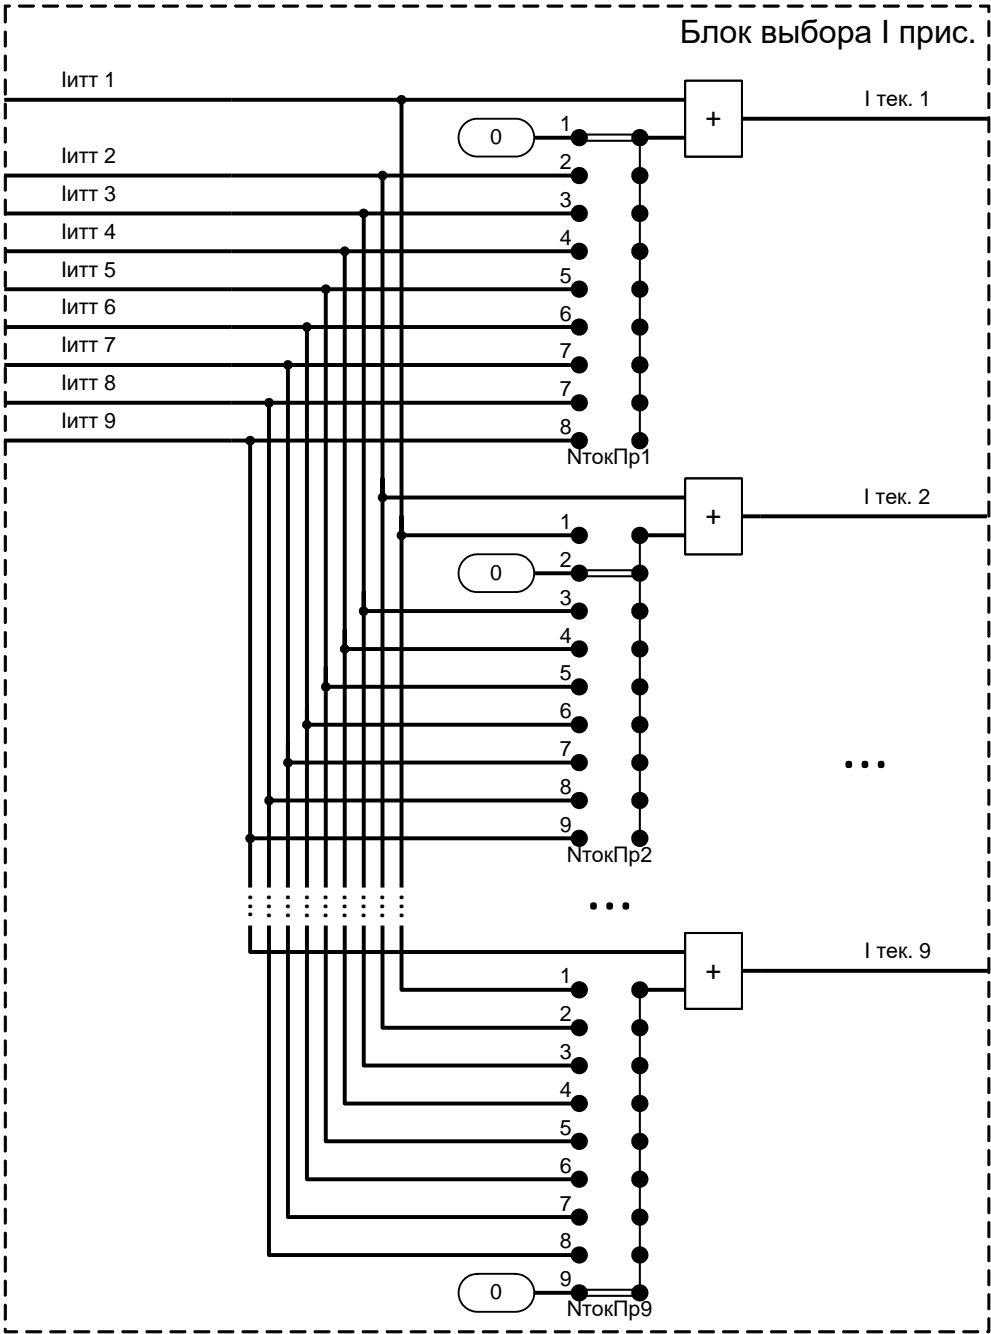 Блок выбора I прис.
Iитт 1
I тек. 1
+
1
0
Iитт 2
2
Iитт 3
3
Iитт 4
4
Iитт 5
5
Iитт 6
6
Iитт 7
7
Iитт 8
7
Iитт 9
8
NтокПр1
I тек. 2
+
1
2
0
3
4
5
6
7
...
8
9
NтокПр2
...
I тек. 9
+
1
2
3
4
5
6
7
8
9
0
NтокПр9